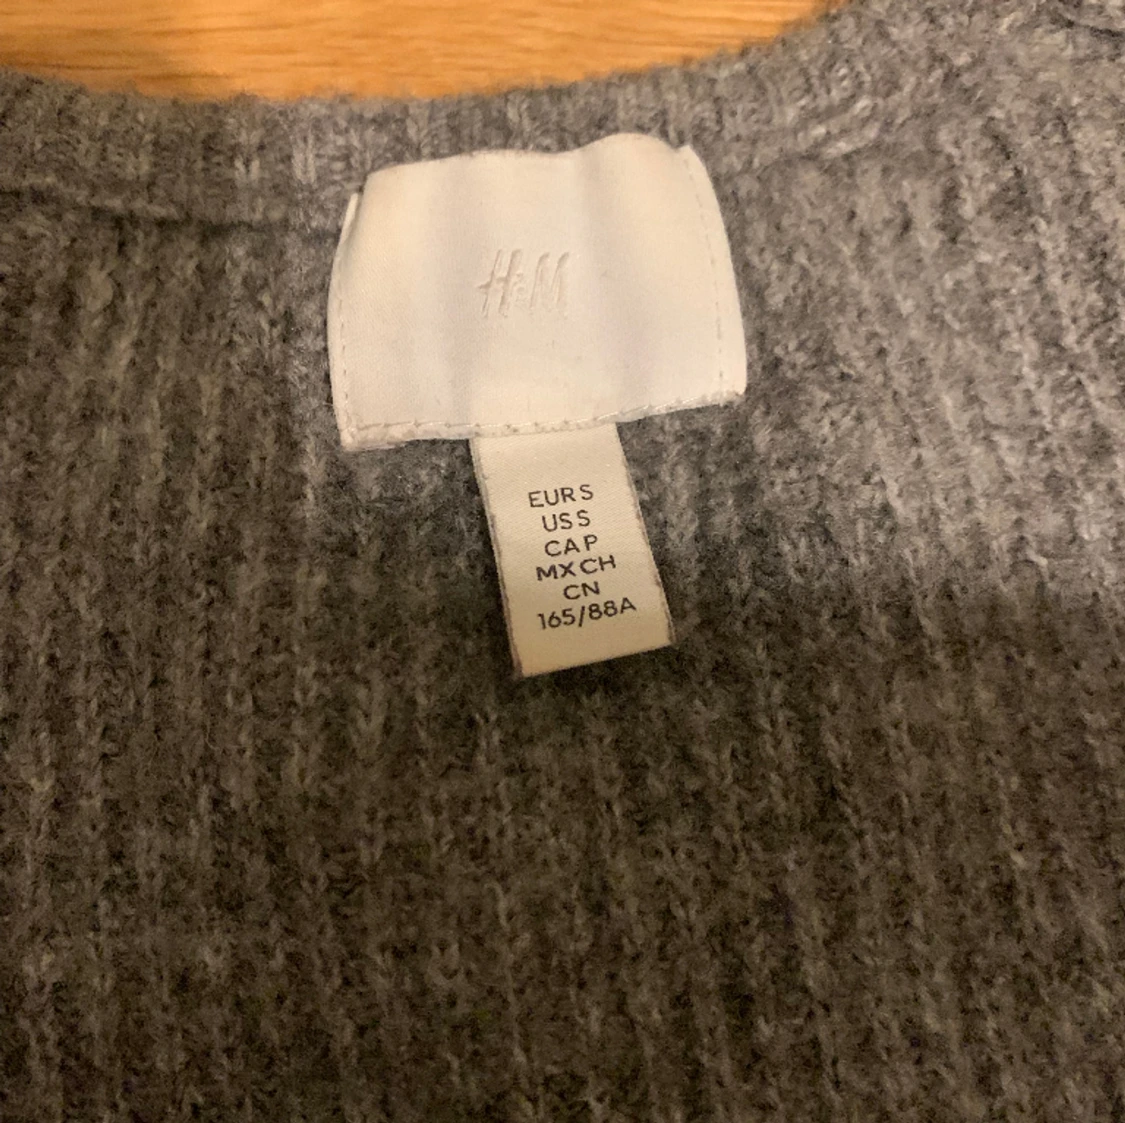 H&M
EUR S
US S
CA P
MX CH
CN
165/88A